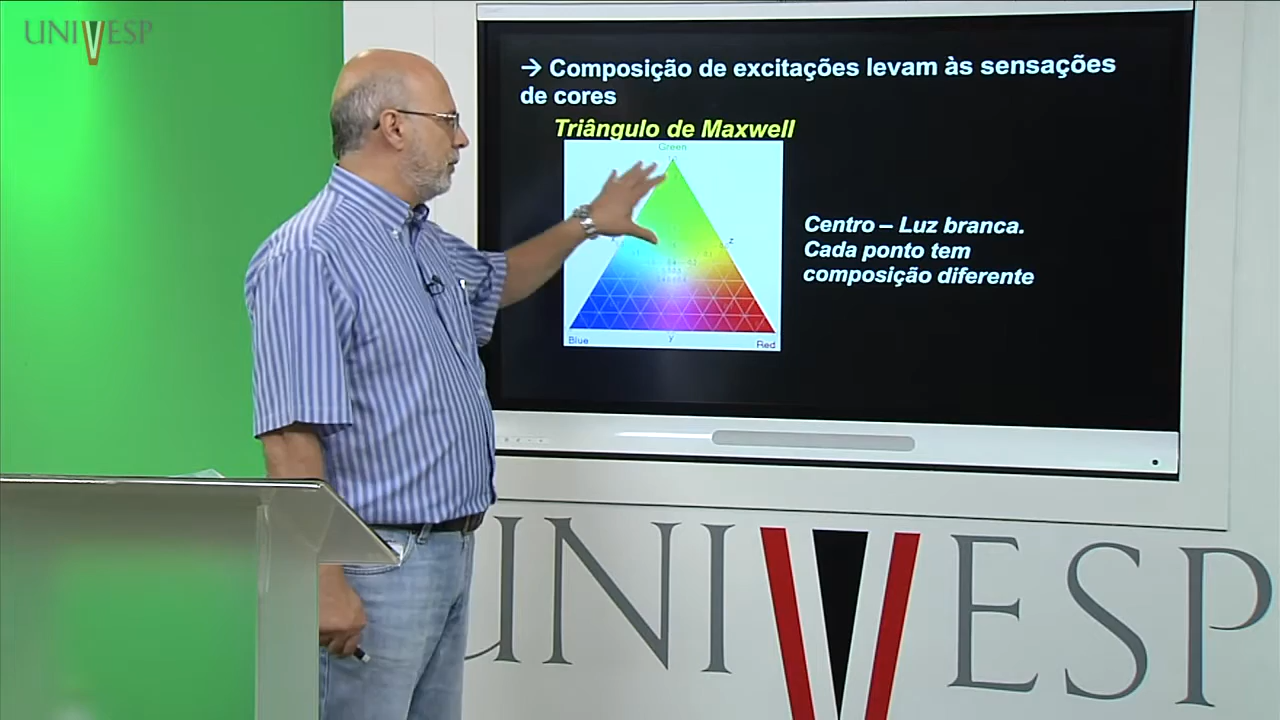 UNIVESP
→ Composição de excitações levam às sensações
de cores
Triângulo de Maxwell
Green
z
Blue
y
Red
Centro – Luz branca.
Cada ponto tem
composição diferente
UNIVESP